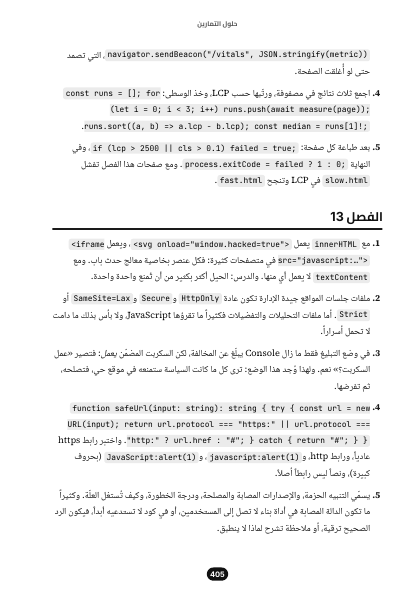 حلول التمارين
navigator.sendBeacon("/vitals", JSON.stringify(metric)) ، التي تصمد
حتى لو أُغلقت الصفحة.
4. اجمع ثلاث نتائج في مصفوفة، ورتّبها حسب LCP، وخذ الوسطى: const runs = []; for
(let i = 0; i < 3; i++) runs.push(await measure(page));
runs.sort((a, b) => a.lcp - b.lcp); const median = runs[1]!; .
5. بعد طباعة كل صفحة: if (lcp > 2500 || cls > 0.1) failed = true; ، وفي
النهاية process.exitCode = failed ? 1 : 0; . ومع صفحات هذا الفصل تفشل
slow.html في LCP وتنجح fast.html .
الفصل 13
1. مع innerHTML يعمل <svg onload="window.hacked=true"> ، ويعمل <iframe
src="javascript:…"> في متصفحات كثيرة: فكل عنصر بخاصية معالج حدث باب. ومع
textContent لا يعمل أي منها. والدرس: الحيل أكثر بكثير من أن تُمنع واحدة واحدة.
2. ملفات جلسات المواقع جيدة الإدارة تكون عادة HttpOnly و Secure و SameSite=Lax أو
Strict . أما ملفات التحليلات والتفضيلات فكثيراً ما تقرؤها JavaScript، ولا بأس بذلك ما دامت
لا تحمل أسراراً.
3. في وضع التبليغ فقط ما زال Console يبلّغ عن المخالفة، لكن السكربت المضمّن يعمل: فتصير «عمل
السكربت؟» نعم. ولهذا وُجد هذا الوضع: ترى كل ما كانت السياسة ستمنعه في موقع حي، فتصلحه،
ثم تفرضها.
4. function safeUrl(input: string): string { try { const url = new
URL(input); return url.protocol === "https:" || url.protocol ===
"http:" ? url.href : "#"; } catch { return "#"; } } . واختبر رابط https
عادياً، ورابط http، و javascript:alert(1) ، و JavaScript:alert(1) (بحروف
كبيرة)، ونصاً ليس رابطاً أصلاً.
5. يسمّي التنبيه الحزمة، والإصدارات المصابة والمصلحة، ودرجة الخطورة، وكيف تُستغل العلّة. وكثيراً
ما تكون الدالة المصابة في أداة بناء لا تصل إلى المستخدمين، أو في كود لا تستدعيه أبداً، فيكون الرد
الصحيح ترقية، أو ملاحظة تشرح لماذا لا ينطبق.
405